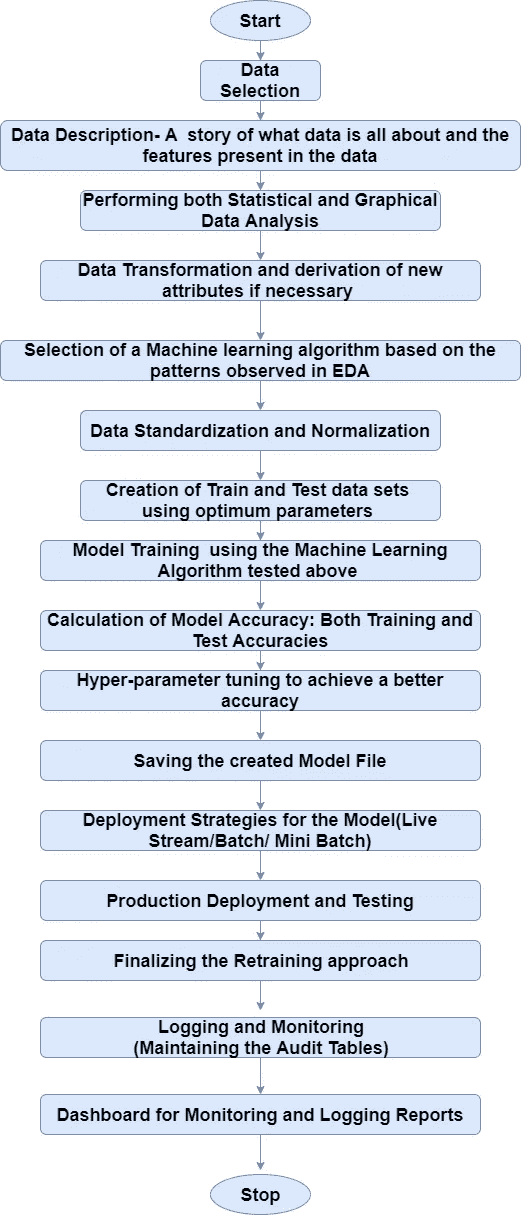 Start
Data
Selection
Data Description- A story of what data is all about and the
features present in the data
Performing both Statistical and Graphical
Data Analysis
Data Transformation and derivation of new
attributes if necessary
Selection of a Machine learning algorithm based on the
patterns observed in EDA
Data Standardization and Normalization
Creation of Train and Test data sets
using optimum parameters
Model Training using the Machine Learning
Algorithm tested above
Calculation of Model Accuracy: Both Training and
Test Accuracies
Hyper-parameter tuning to achieve a better
accuracy
Saving the created Model File
Deployment Strategies for the Model(Live
Stream/Batch/ Mini Batch)
Production Deployment and Testing
Finalizing the Retraining approach
Logging and Monitoring
(Maintaining the Audit Tables)
Dashboard for Monitoring and Logging Reports
Stop